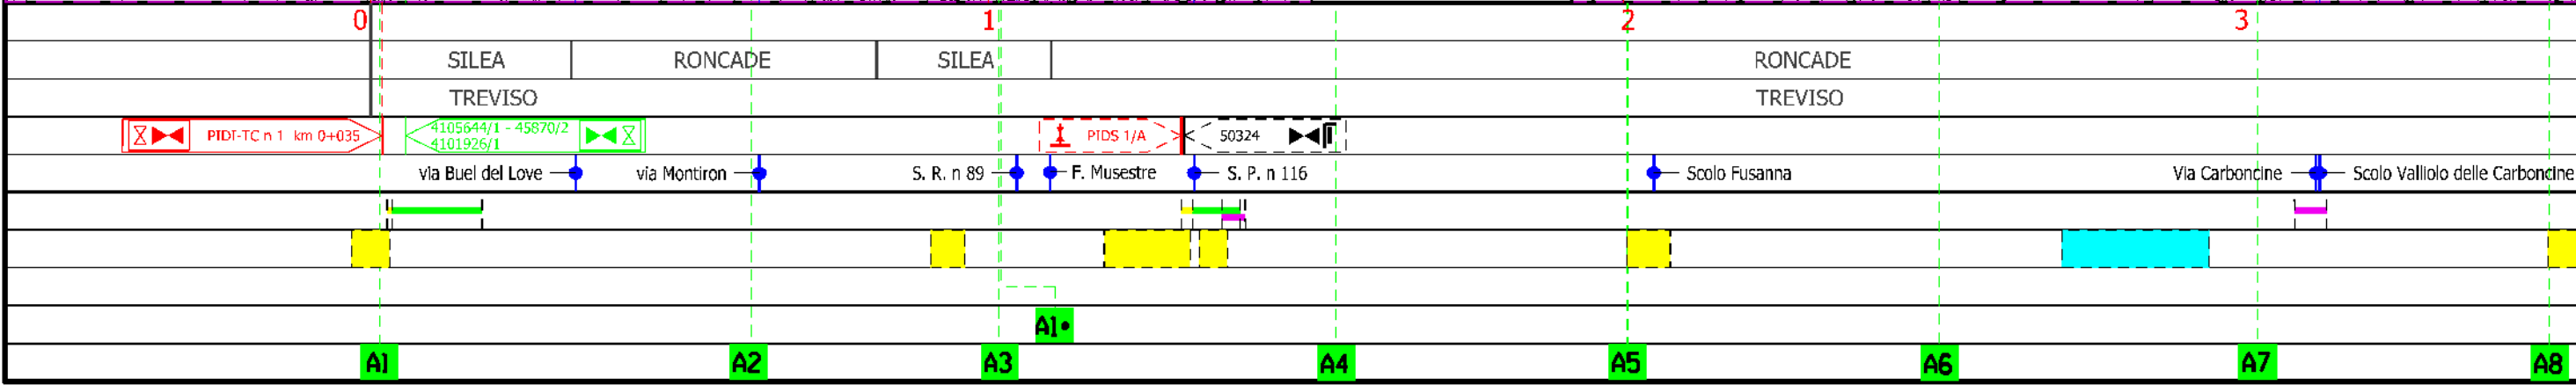 0 1 2 3
SILEA RONCADE SILEA RONCADE
TREVISO TREVISO
PIDI-TC n 1 km 0+035
4105644/1 - 45870/2
4101926/1
PIDS 1/A
50324
via Buel del Love
via Montiron
S. R. n 89
F. Musestre
S. P. n 116
Scolo Fusanna
Via Carboncine
Scolo Valliolo delle Carboncine
A1•
A1 A2 A3 A4 A5 A6 A7 A8